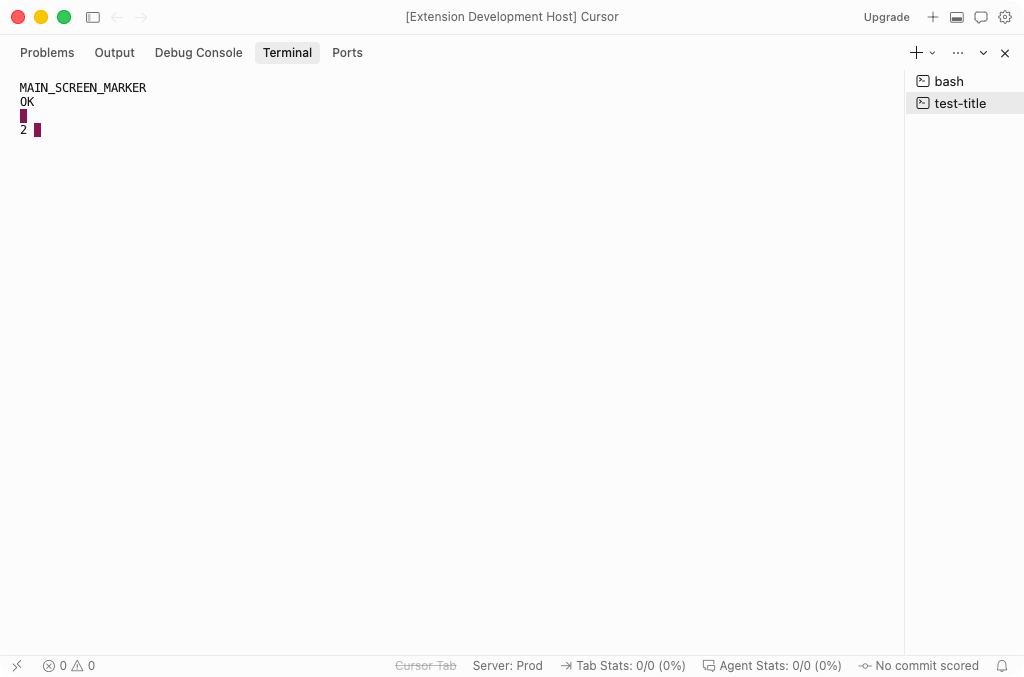 [Extension Development Host] Cursor
Upgrade
Problems Output Debug Console Terminal Ports
MAIN_SCREEN_MARKER
OK
2
bash
test-title
0 0 Cursor Tab Server: Prod Tab Stats: 0/0 (0%) Agent Stats: 0/0 (0%) No commit scored